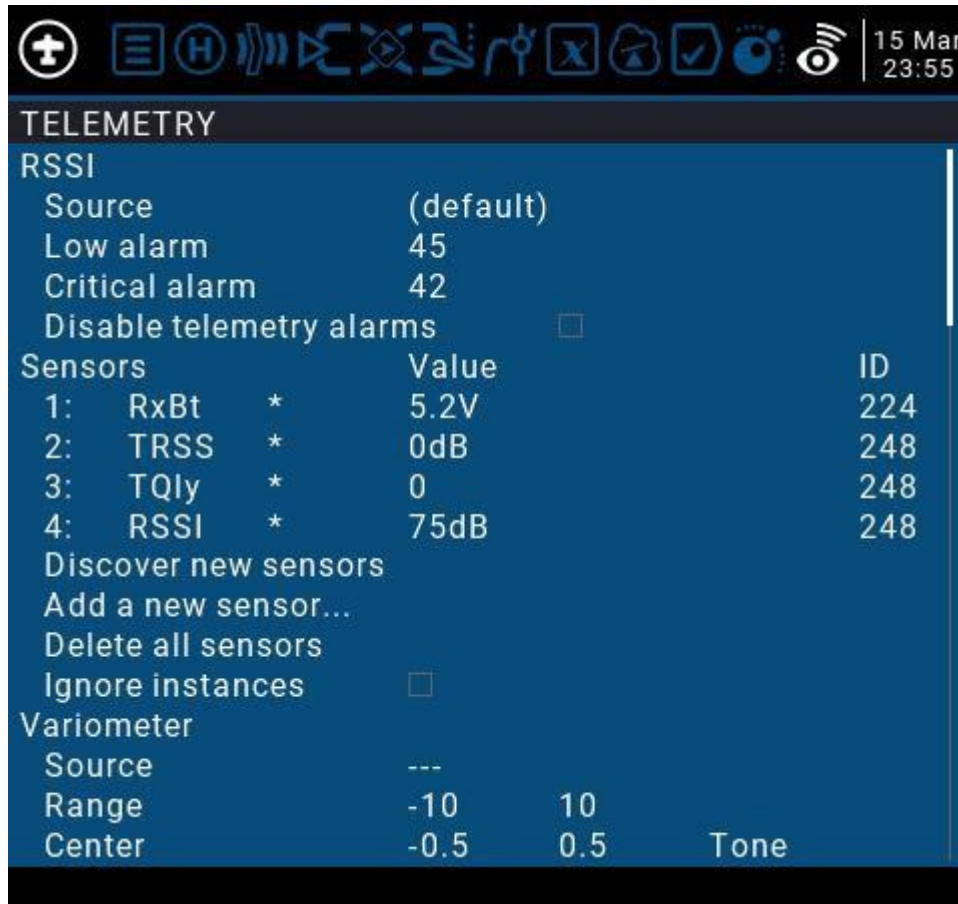 15 Mar
23:55
TELEMETRY
RSSI
Source (default)
Low alarm 45
Critical alarm 42
Disable telemetry alarms
Sensors Value ID
1: RxBt * 5.2V 224
2: TRSS * 0dB 248
3: TQly * 0 248
4: RSSI * 75dB 248
Discover new sensors
Add a new sensor...
Delete all sensors
Ignore instances
Variometer
Source ---
Range -10 10
Center -0.5 0.5 Tone